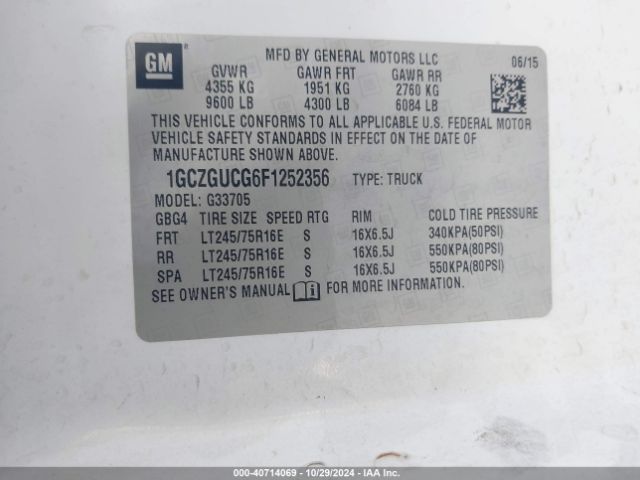 GM
MFD BY GENERAL MOTORS LLC 06/15
GVWR GAWR FRT GAWR RR
4355 KG 1951 KG 2760 KG
9600 LB 4300 LB 6084 LB
THIS VEHICLE CONFORMS TO ALL APPLICABLE U.S. FEDERAL MOTOR
VEHICLE SAFETY STANDARDS IN EFFECT ON THE DATE OF
MANUFACTURE SHOWN ABOVE.
1GCZGUCG6F1252356 TYPE: TRUCK
MODEL: G33705
GBG4 TIRE SIZE SPEED RTG RIM COLD TIRE PRESSURE
FRT LT245/75R16E S 16X6.5J 340KPA(50PSI)
RR LT245/75R16E S 16X6.5J 550KPA(80PSI)
SPA LT245/75R16E S 16X6.5J 550KPA(80PSI)
SEE OWNER'S MANUAL FOR MORE INFORMATION.
000-40714069 | 10/29/2024 - IAA, Inc.